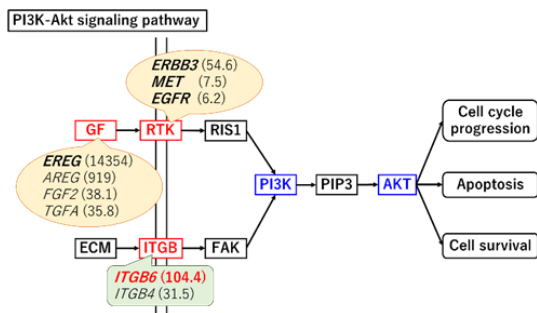 PI3K-Akt signaling pathway
ERBB3 (54.6)
MET (7.5)
EGFR (6.2)
GF
RTK
RIS1
EREG (14354)
AREG (919)
FGF2 (38.1)
TGFA (35.8)
PI3K
PIP3
AKT
Cell cycle
progression
Apoptosis
Cell survival
ECM
ITGB
FAK
ITGB6 (104.4)
ITGB4 (31.5)